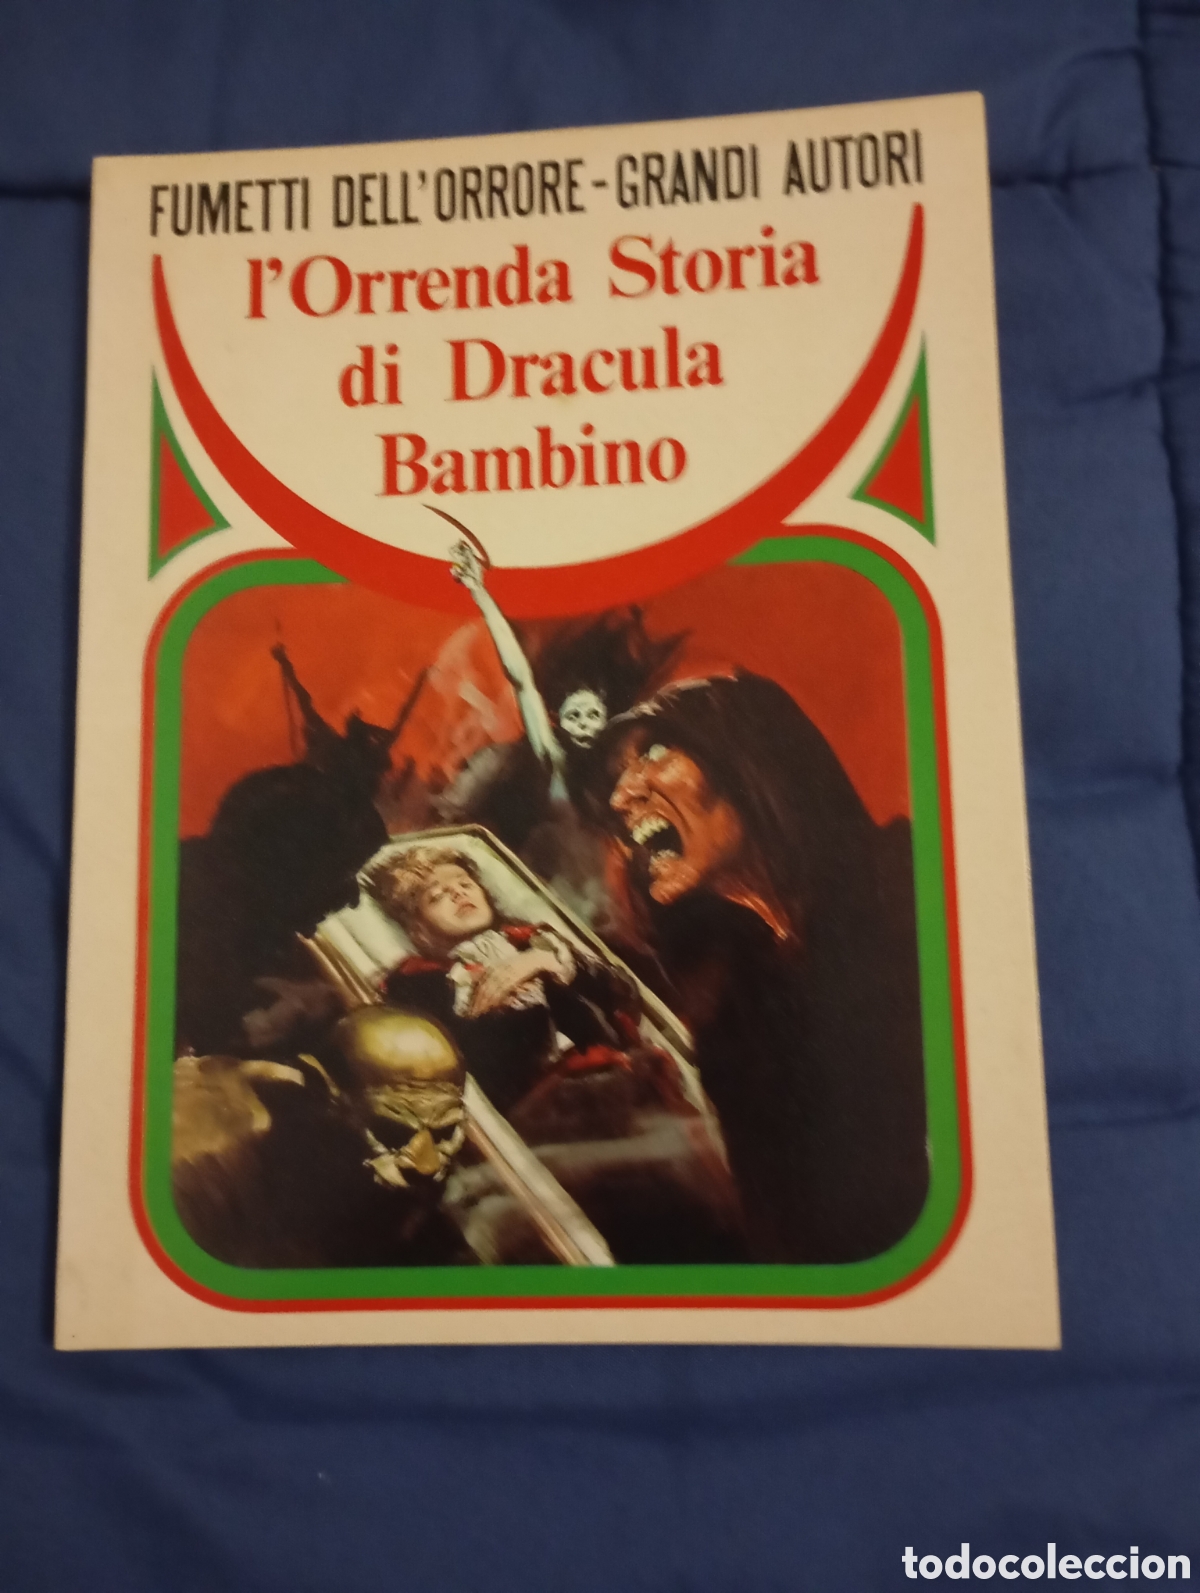 FUMETTI DELL'ORRORE-GRANDI AUTORI
l'Orrenda Storia
di Dracula
Bambino
todocoleccion